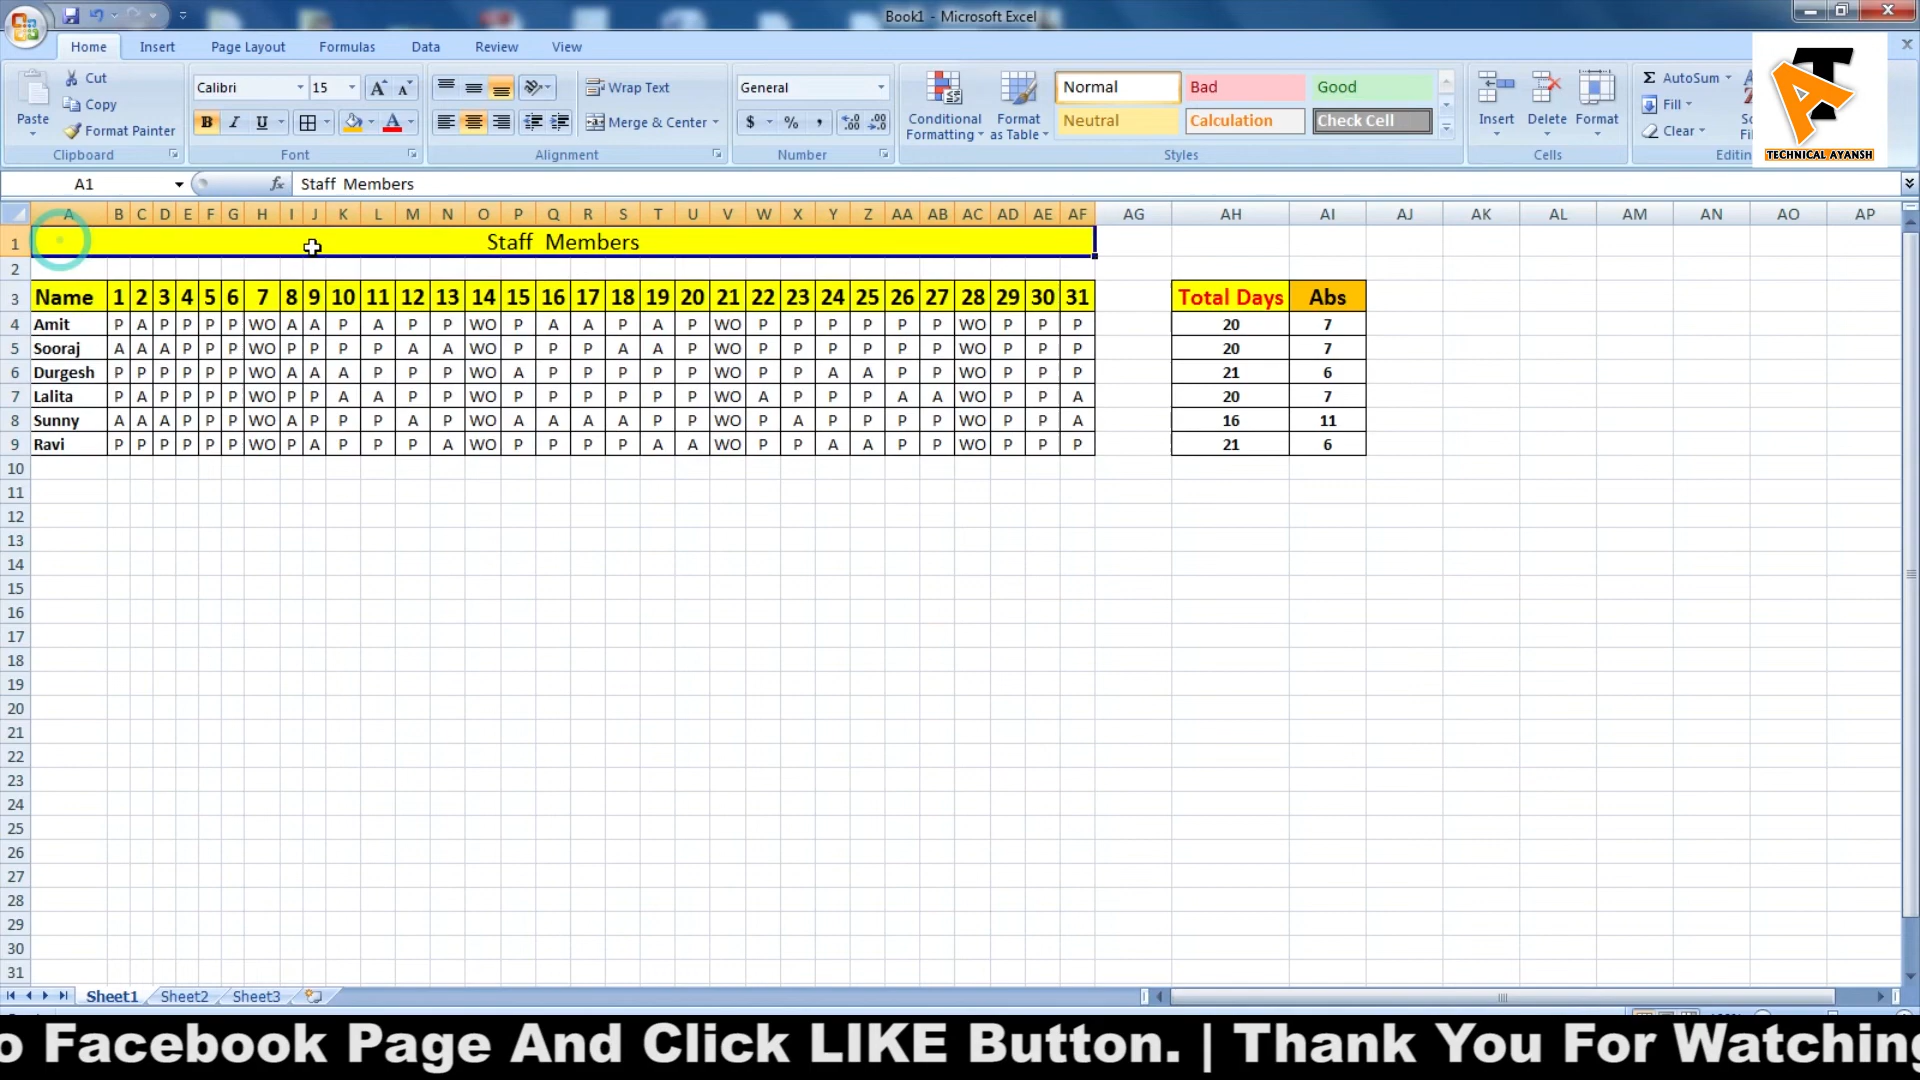 Book1 - Microsoft Excel
Home Insert Page Layout Formulas Data Review View
Paste
Cut
Copy
Format Painter
Clipboard
Calibri 15
B I U
Font
Wrap Text
Merge & Center
Alignment
General
$ % ,
Number
Conditional Formatting
Format as Table
Normal Bad Good
Neutral Calculation Check Cell
Styles
Insert Delete Format
Cells
Σ AutoSum
Fill
Clear
TECHNICAL AYANSH
A1 fx Staff Members
A B C D E F G H I J K L M N O P Q R S T U V W X Y Z AA AB AC AD AE AF AG AH AI AJ AK AL AM AN AO AP
1 Staff Members
2
3 Name 1 2 3 4 5 6 7 8 9 10 11 12 13 14 15 16 17 18 19 20 21 22 23 24 25 26 27 28 29 30 31 Total Days Abs
4 Amit P A P P P P WO A A P A P P WO P A A P A P WO P P P P P P WO P P P 20 7
5 Sooraj A A A P P P WO P P P P A A WO P P P A A P WO P P P P P P WO P P P 20 7
6 Durgesh P P P P P P WO A A A P P P WO A P P P P P WO P P A A P P WO P P P 21 6
7 Lalita P A P P P P WO P P A A P P WO P P P P P P WO A P P P A A WO P P A 20 7
8 Sunny A A A P P P WO A P P P A P WO A A A A P P WO P A P P P P WO P P A 16 11
9 Ravi P P P P P P WO P A P P P A WO P P P P A A WO P P A A P P WO P P P 21 6
10
11
12
13
14
15
16
17
18
19
20
21
22
23
24
25
26
27
28
29
30
31
Sheet1 Sheet2 Sheet3
o Facebook Page And Click LIKE Button. | Thank You For Watching